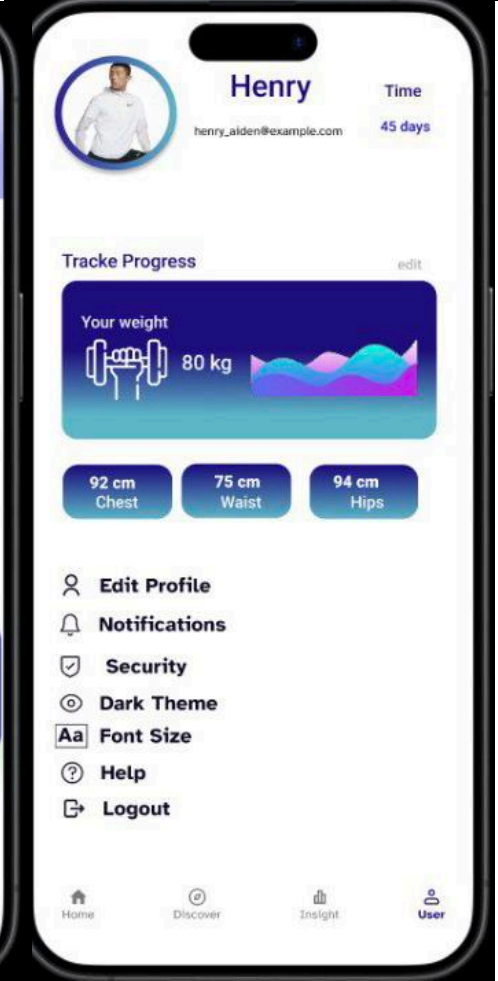 Henry
Time
henry_aiden@example.com
45 days
Tracke Progress
edit
Your weight
80 kg
92 cm
Chest
75 cm
Waist
94 cm
Hips
Edit Profile
Notifications
Security
Dark Theme
Aa Font Size
Help
Logout
Home
Discover
Insight
User